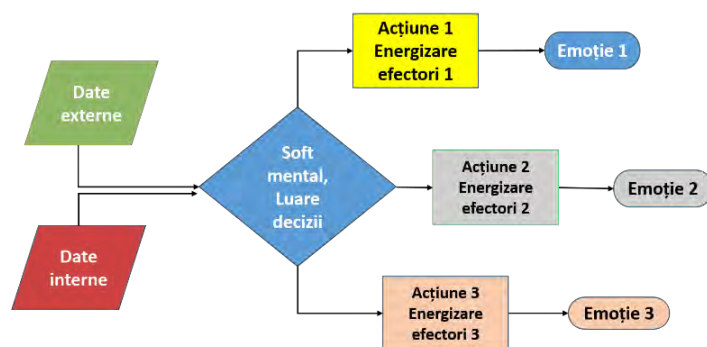 Date
externe
Date
interne
Soft
mental,
Luare
decizii
Acțiune 1
Energizare
efectori 1
Emoție 1
Acțiune 2
Energizare
efectori 2
Emoție 2
Acțiune 3
Energizare
efectori 3
Emoție 3